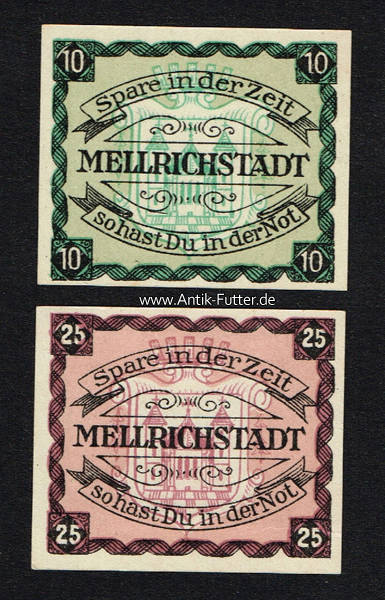 10 10
Spare in der Zeit
MELLRICHSTADT
so hast Du in der Not
10 10
www.Antik-Futter.de
25 25
Spare in der Zeit
MELLRICHSTADT
so hast Du in der Not
25 25